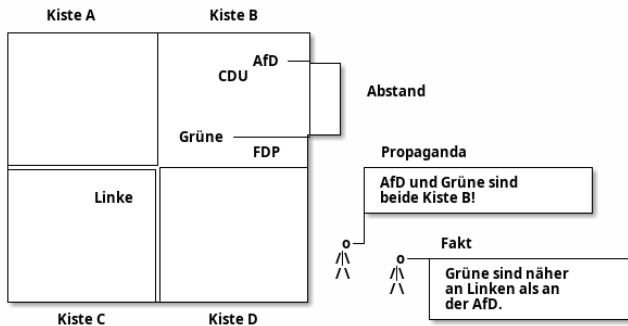 Kiste A
Kiste B
AfD
CDU
Abstand
Grüne
FDP
Propaganda
AfD und Grüne sind
beide Kiste B!
Linke
o
/|\
/ \
o
/|\
/ \
Fakt
Grüne sind näher
an Linken als an
der AfD.
Kiste C
Kiste D